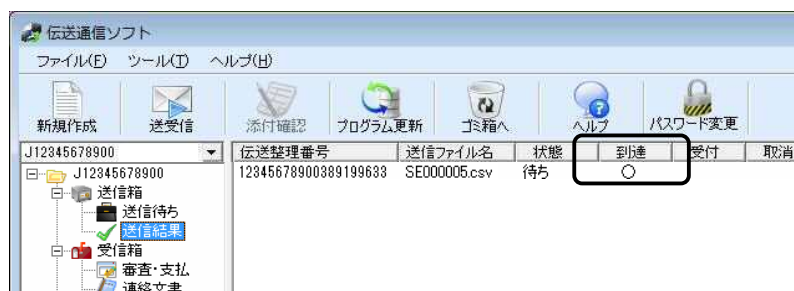 伝送通信ソフト
ファイル(F) ツール(T) ヘルプ(H)
新規作成 送受信 添付確認 プログラム更新 ゴミ箱へ ヘルプ パスワード変更
J12345678900 伝送整理番号 送信ファイル名 状態 到達 受付 取消
J12345678900 12345678900389199633 SE000005.csv 待ち ○
送信箱
送信待ち
送信結果
受信箱
審査・支払
連絡文書